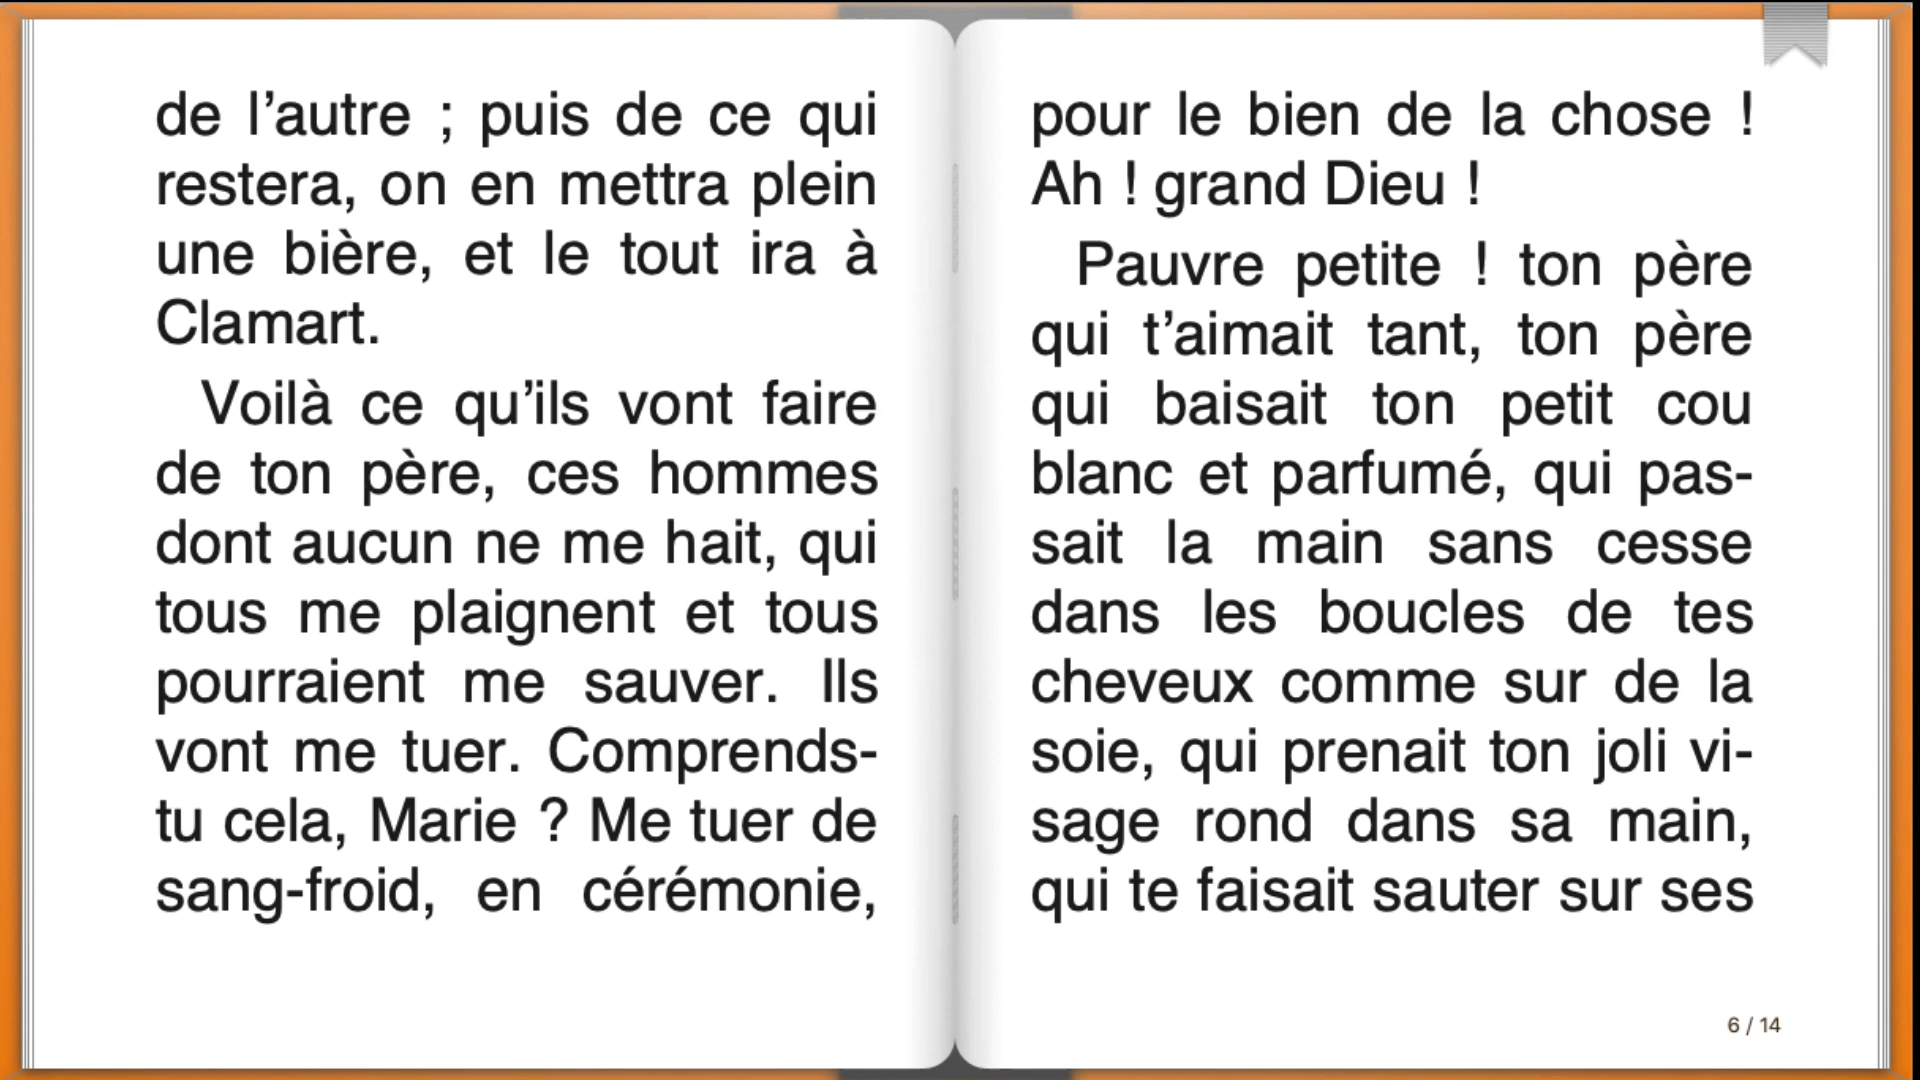 de l’autre ; puis de ce qui
restera, on en mettra plein
une bière, et le tout ira à
Clamart.
Voilà ce qu’ils vont faire
de ton père, ces hommes
dont aucun ne me hait, qui
tous me plaignent et tous
pourraient me sauver. Ils
vont me tuer. Comprends-
tu cela, Marie ? Me tuer de
sang-froid, en cérémonie,
pour le bien de la chose !
Ah ! grand Dieu !
Pauvre petite ! ton père
qui t’aimait tant, ton père
qui baisait ton petit cou
blanc et parfumé, qui pas-
sait la main sans cesse
dans les boucles de tes
cheveux comme sur de la
soie, qui prenait ton joli vi-
sage rond dans sa main,
qui te faisait sauter sur ses
6 / 14